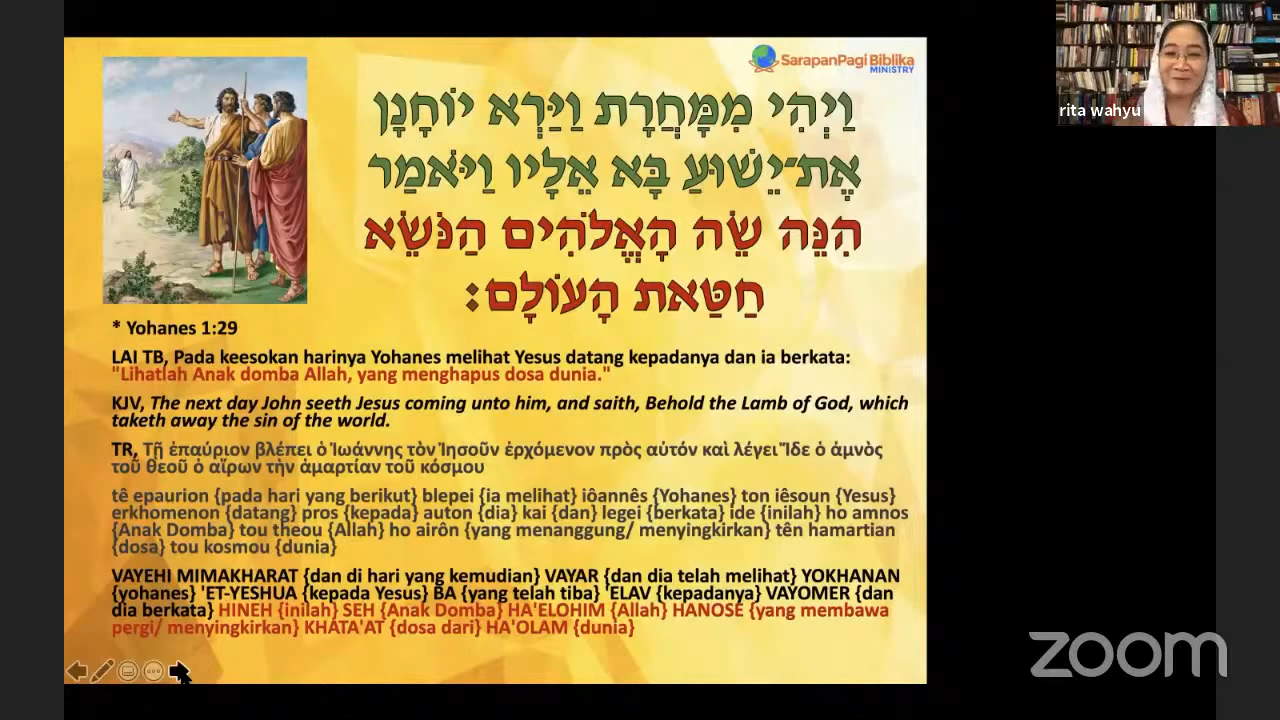 SarapanPagi Biblika
MINISTRY
rita wahyu
וַיְהִי מִמָּחֳרָת וַיַּרְא יוֹחָנָן
אֶת־יֵשׁוּעַ בָּא אֵלָיו וַיֹּאמַר
הִנֵּה שֵׂה הָאֱלֹהִים הַנֹּשֵׂא
חַטַּאת הָעוֹלָם׃
* Yohanes 1:29
LAI TB, Pada keesokan harinya Yohanes melihat Yesus datang kepadanya dan ia berkata:
"Lihatlah Anak domba Allah, yang menghapus dosa dunia."
KJV, The next day John seeth Jesus coming unto him, and saith, Behold the Lamb of God, which
taketh away the sin of the world.
TR, Τῇ ἐπαύριον βλέπει ὁ Ἰωάννης τὸν Ἰησοῦν ἐρχόμενον πρὸς αὐτόν καὶ λέγει Ἴδε ὁ ἀμνὸς
τοῦ θεοῦ ὁ αἴρων τὴν ἁμαρτίαν τοῦ κόσμου
tê epaurion {pada hari yang berikut} blepei {ia melihat} iôannês {Yohanes} ton iêsoun {Yesus}
erkhomenon {datang} pros {kepada} auton {dia} kai {dan} legei {berkata} ide {inilah} ho amnos
{Anak Domba} tou theou {Allah} ho airôn {yang menanggung/ menyingkirkan} tên hamartian
{dosa} tou kosmou {dunia}
VAYEHI MIMAKHARAT {dan di hari yang kemudian} VAYAR {dan dia telah melihat} YOKHANAN
{yohanes} 'ET-YESHUA {kepada Yesus} BA {yang telah tiba} 'ELAV {kepadanya} VAYOMER {dan
dia berkata} HINEH {inilah} SEH {Anak Domba} HA'ELOHIM {Allah} HANOSE {yang membawa
pergi/ menyingkirkan} KHATA'AT {dosa dari} HA'OLAM {dunia}
zoom